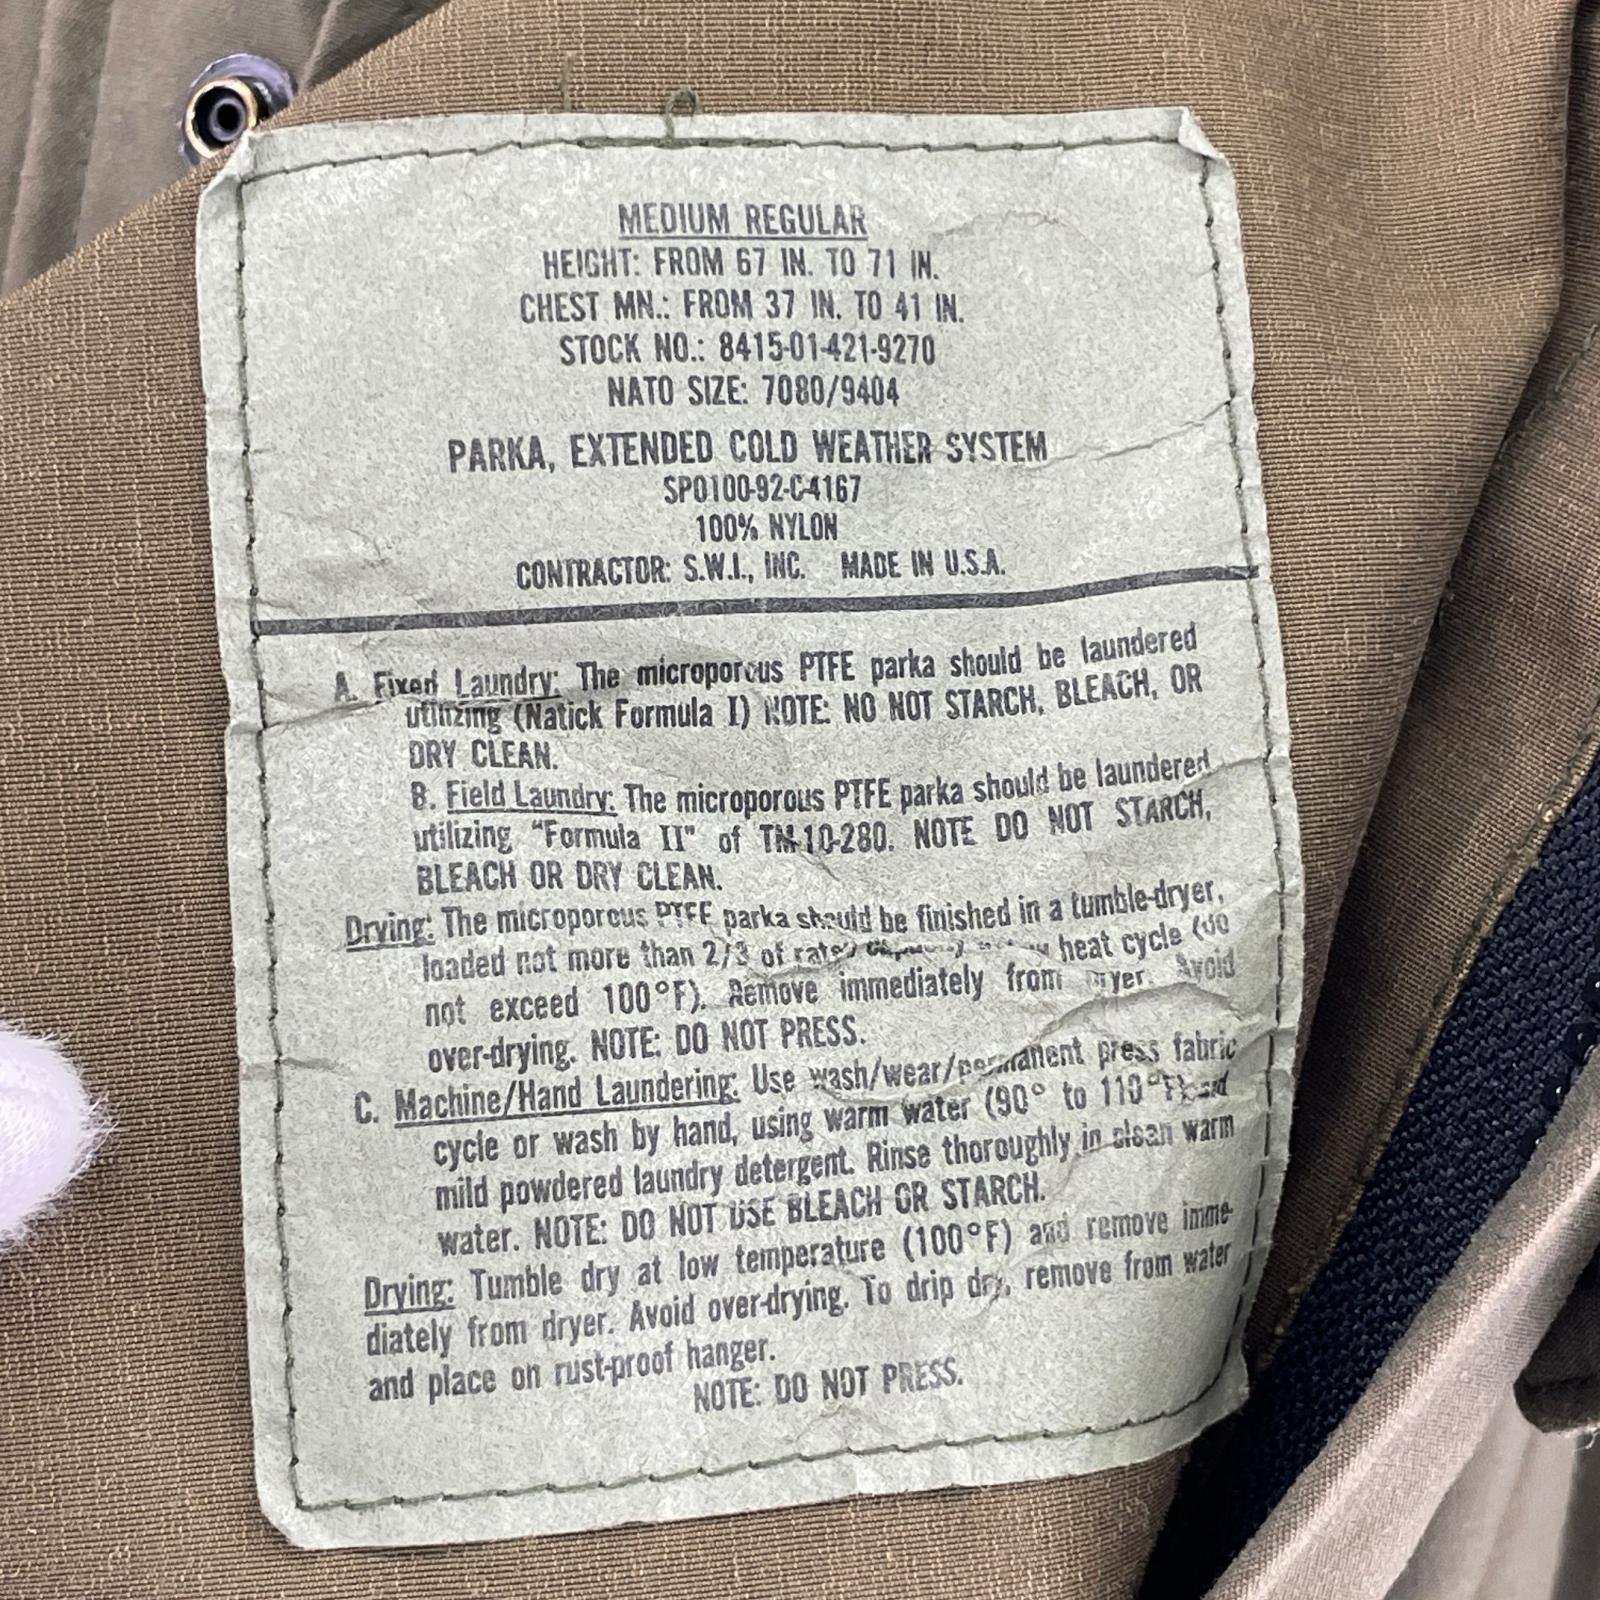 MEDIUM REGULAR
HEIGHT: FROM 67 IN. TO 71 IN.
CHEST MN.: FROM 37 IN. TO 41 IN.
STOCK NO.: 8415-01-421-9270
NATO SIZE: 7080/9404
PARKA, EXTENDED COLD WEATHER SYSTEM
SP0100-92-C-4167
100% NYLON
CONTRACTOR: S.W.I., INC. MADE IN U.S.A.
A. Fixed Laundry: The microporous PTFE parka should be laundered
utilizing (Natick Formula I) NOTE: NO NOT STARCH, BLEACH, OR
DRY CLEAN.
B. Field Laundry: The microporous PTFE parka should be laundered
utilizing "Formula II" of TM-10-280. NOTE DO NOT STARCH,
BLEACH OR DRY CLEAN.
Drying: The microporous PTFE parka should be finished in a tumble-dryer,
loaded not more than 2/3 of rated capacity heat cycle (do
not exceed 100°F). Remove immediately from dryer. Avoid
over-drying. NOTE: DO NOT PRESS.
C. Machine/Hand Laundering: Use wash/wear/permanent press fabric
cycle or wash by hand, using warm water (90° to 110°F) and
mild powdered laundry detergent. Rinse thoroughly in clean warm
water. NOTE: DO NOT USE BLEACH OR STARCH.
Drying: Tumble dry at low temperature (100°F) and remove imme-
diately from dryer. Avoid over-drying. To drip dry, remove from water
and place on rust-proof hanger.
NOTE: DO NOT PRESS.